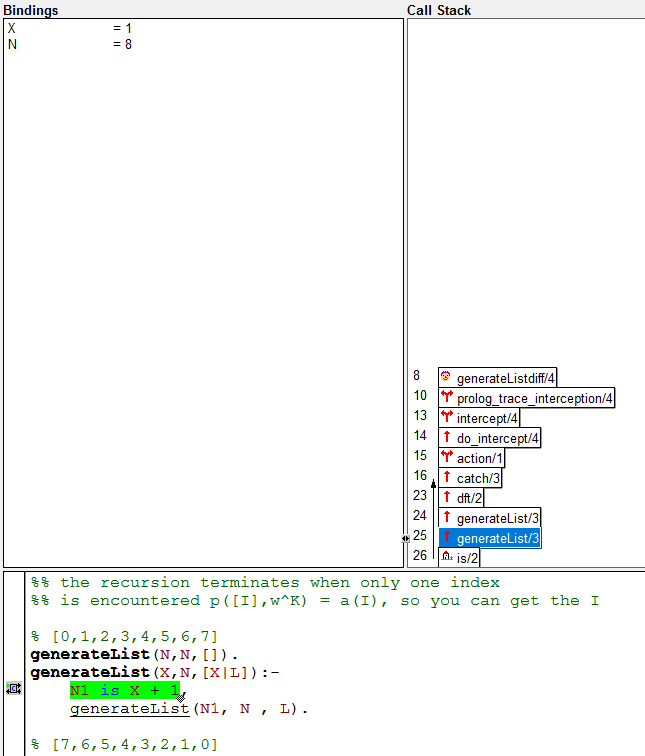 Bindings
X = 1
N = 8
Call Stack
8 generateListdiff/4
10 prolog_trace_interception/4
13 intercept/4
14 do_intercept/4
15 action/1
16 catch/3
23 dft/2
24 generateList/3
25 generateList/3
26 is/2
%% the recursion terminates when only one index
%% is encountered p([I],w^K) = a(I), so you can get the I
% [0,1,2,3,4,5,6,7]
generateList(N,N,[]).
generateList(X,N,[X|L]):-
N1 is X + 1,
generateList(N1, N , L).
% [7,6,5,4,3,2,1,0]